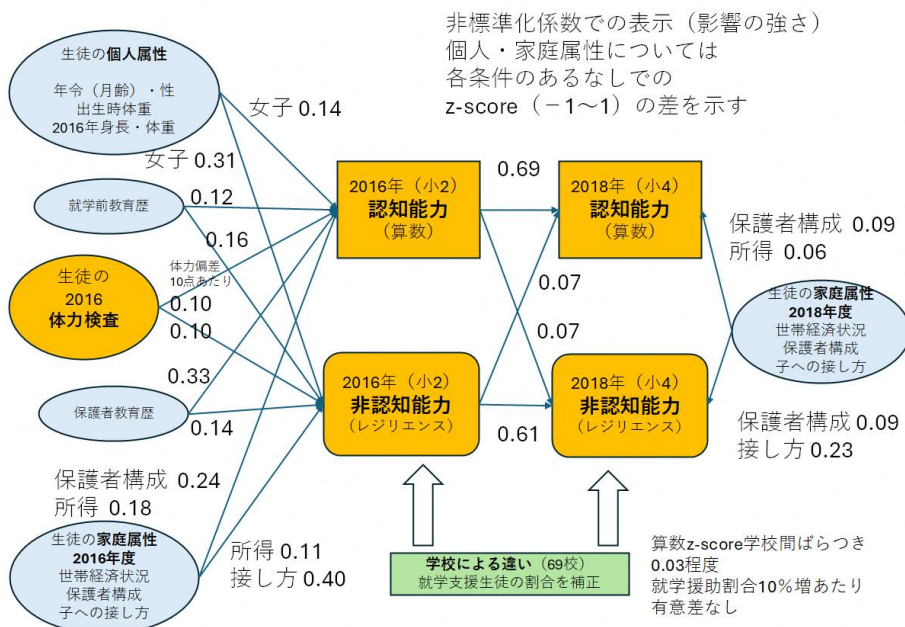 非標準化係数での表示（影響の強さ）
個人・家庭属性については
各条件のあるなしでの
z-score（－1～1）の差を示す
生徒の個人属性
年令（月齢）・性
出生時体重
2016年身長・体重
女子 0.14
女子 0.31
就学前教育歴
0.12
0.16
生徒の
2016
体力検査
体力偏差
10点あたり
0.10
0.10
0.33
保護者教育歴
0.14
保護者構成 0.24
所得 0.18
生徒の家庭属性
2016年度
世帯経済状況
保護者構成
子への接し方
所得 0.11
接し方 0.40
2016年（小2）
認知能力
（算数）
0.69
2018年（小4）
認知能力
（算数）
0.07
0.07
2016年（小2）
非認知能力
（レジリエンス）
0.61
2018年（小4）
非認知能力
（レジリエンス）
保護者構成 0.09
所得 0.06
生徒の家庭属性
2018年度
世帯経済状況
保護者構成
子への接し方
保護者構成 0.09
接し方 0.23
学校による違い（69校）
就学支援生徒の割合を補正
算数z-score学校間ばらつき
0.03程度
就学援助割合10％増あたり
有意差なし